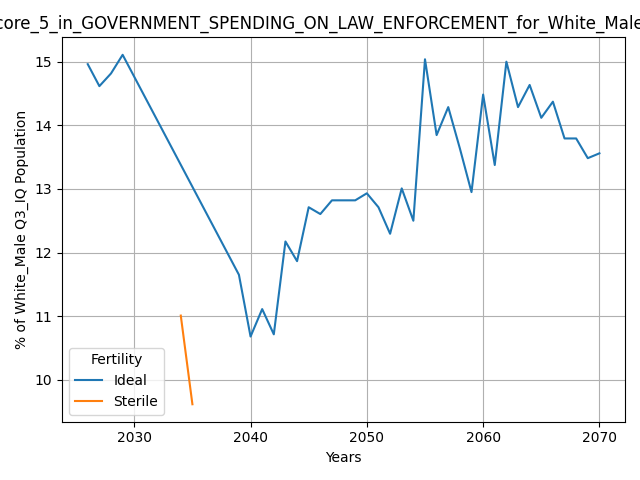 core_5_in_GOVERNMENT_SPENDING_ON_LAW_ENFORCEMENT_for_White_Male
% of White_Male Q3_IQ Population
15
14
13
12
11
10
Fertility
Ideal
Sterile
2030 2040 2050 2060 2070
Years